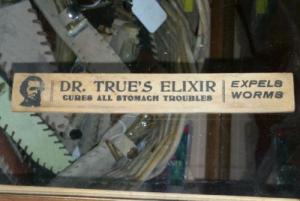 DR. TRUE'S ELIXIR
CURES ALL STOMACH TROUBLES
EXPELS
WORMS